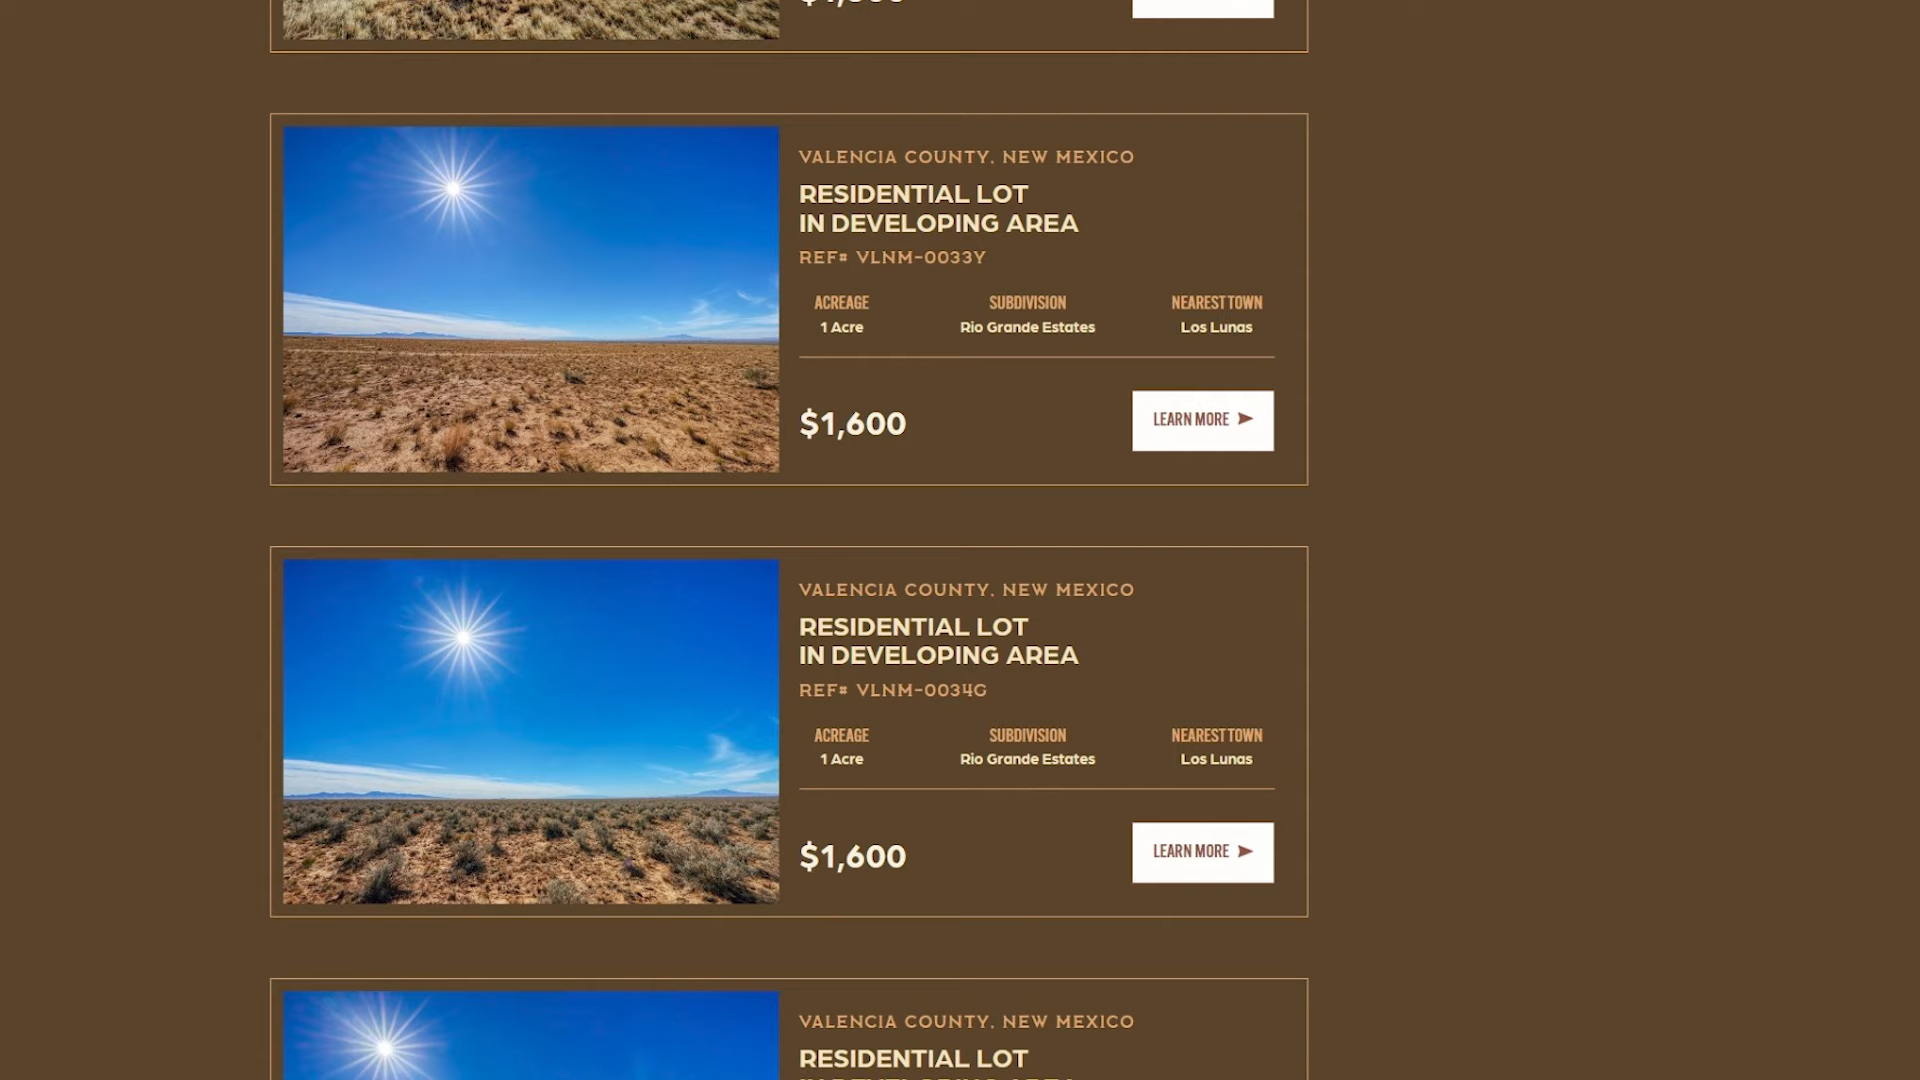 VALENCIA COUNTY, NEW MEXICO
RESIDENTIAL LOT
IN DEVELOPING AREA
REF# VLNM-0033Y
ACREAGE SUBDIVISION NEAREST TOWN
1 Acre Rio Grande Estates Los Lunas
$1,600 LEARN MORE
VALENCIA COUNTY, NEW MEXICO
RESIDENTIAL LOT
IN DEVELOPING AREA
REF# VLNM-0034G
ACREAGE SUBDIVISION NEAREST TOWN
1 Acre Rio Grande Estates Los Lunas
$1,600 LEARN MORE
VALENCIA COUNTY, NEW MEXICO
RESIDENTIAL LOT